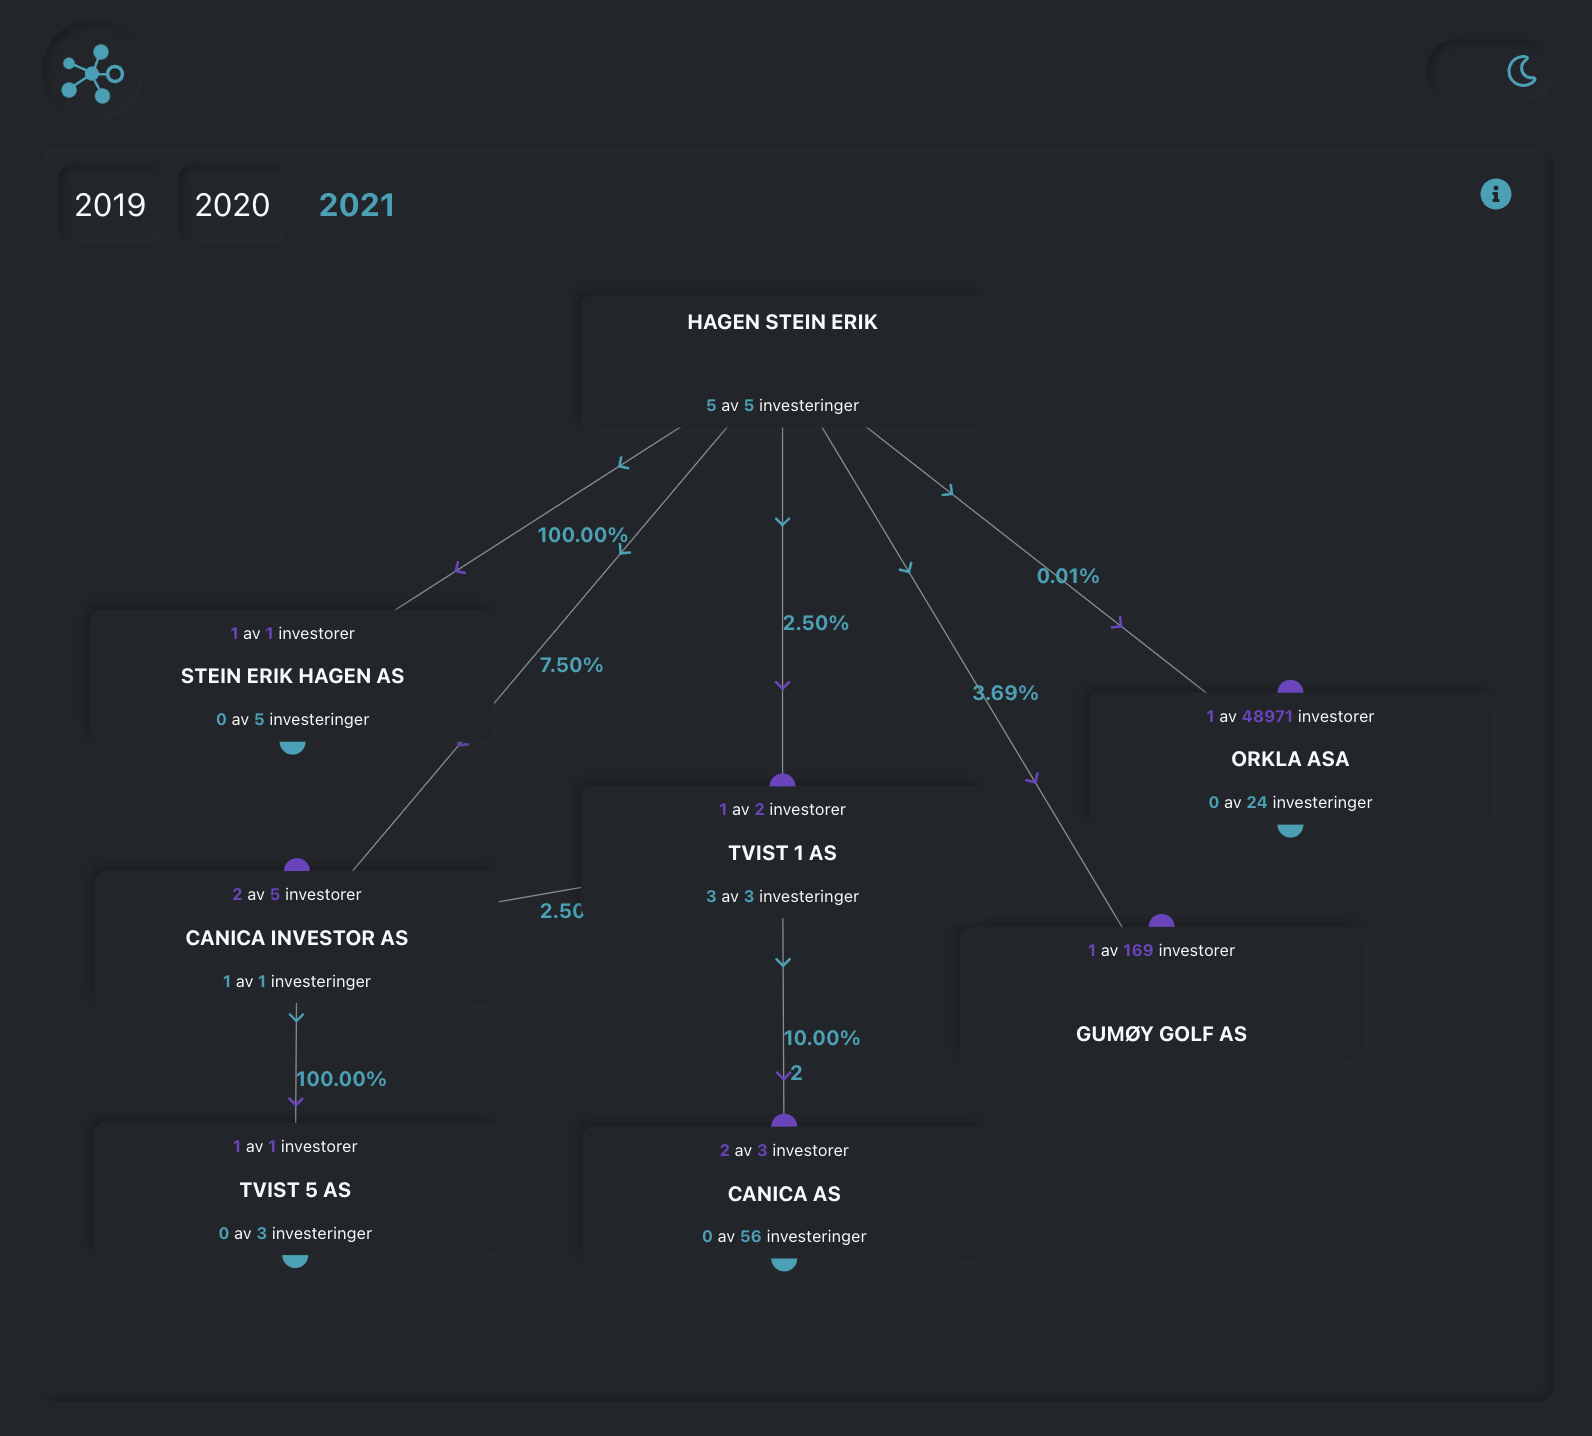 2019
2020
2021
HAGEN STEIN ERIK
5 av 5 investeringer
100.00%
0.01%
2.50%
1 av 1 investorer
STEIN ERIK HAGEN AS
0 av 5 investeringer
7.50%
3.69%
1 av 48971 investorer
ORKLA ASA
0 av 24 investeringer
1 av 2 investorer
TVIST 1 AS
3 av 3 investeringer
2 av 5 investorer
CANICA INVESTOR AS
1 av 1 investeringer
2.50
1 av 169 investorer
GUMØY GOLF AS
10.00%
2
100.00%
1 av 1 investorer
TVIST 5 AS
0 av 3 investeringer
2 av 3 investorer
CANICA AS
0 av 56 investeringer